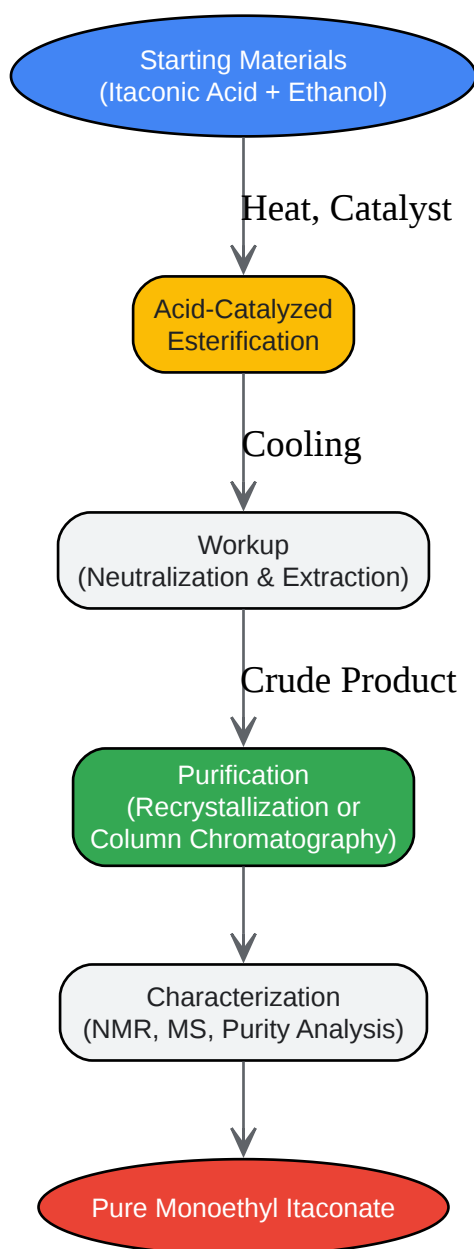 Starting Materials
(Itaconic Acid + Ethanol)
Heat, Catalyst
Acid-Catalyzed
Esterification
Cooling
Workup
(Neutralization & Extraction)
Crude Product
Purification
(Recrystallization or
Column Chromatography)
Characterization
(NMR, MS, Purity Analysis)
Pure Monoethyl Itaconate